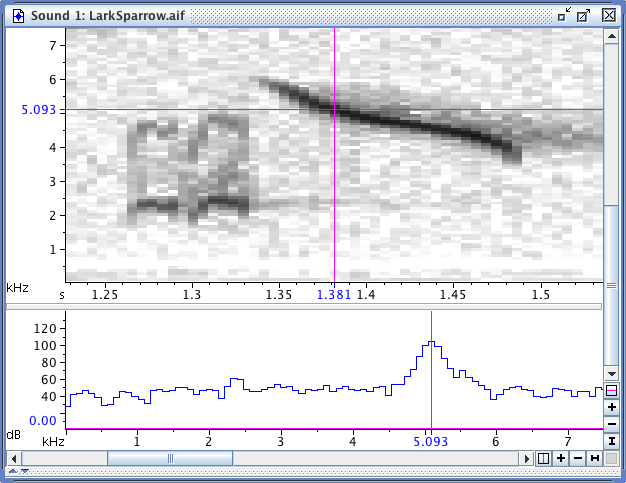 Sound 1: LarkSparrow.aif
7
6
5.093
4
3
2
1
kHz
s 1.25 1.3 1.35 1.381 1.4 1.45 1.5
120
100
80
60
40
0.00
dB
kHz 1 2 3 4 5.093 6 7